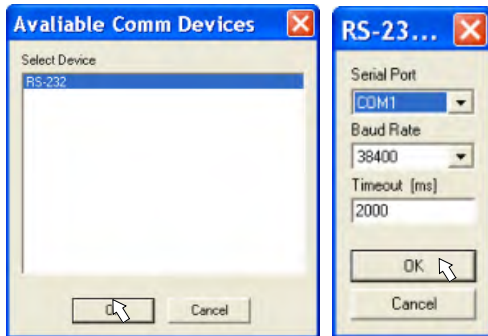 Avaliable Comm Devices
Select Device
RS-232
Cancel
RS-23...
Serial Port
COM1
Baud Rate
38400
Timeout [ms]
2000
OK
Cancel